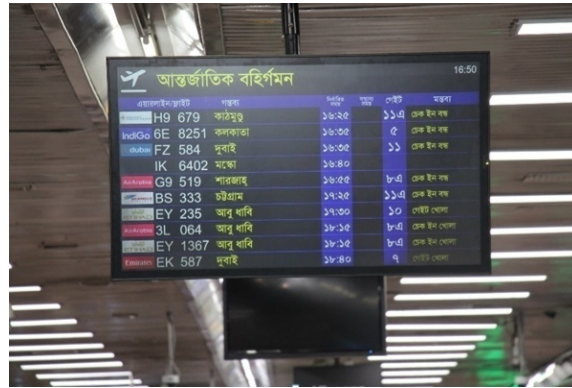 আন্তর্জাতিক বহির্গমন 16:50
এয়ারলাইন/ফ্লাইট গন্তব্য নির্ধারিত সময় গেইট মন্তব্য
H9 679 কাঠমুন্ডু ১৬:২৫ ১১এ চেক ইন বন্ধ
IndiGo 6E 8251 কলকাতা ১৬:৩৫ ৫ চেক ইন বন্ধ
dubai FZ 584 দুবাই ১৬:৩৫ ১১ চেক ইন বন্ধ
IK 6402 মস্কো ১৬:৪০
AirArabia G9 519 শারজাহ্ ১৬:৫৫ ৮এ চেক ইন বন্ধ
BS 333 চট্টগ্রাম ১৭:২৫ ১১এ চেক ইন বন্ধ
EY 235 আবু ধাবি ১৭:৩০ ১০ গেইট খোলা
AirArabia 3L 064 আবু ধাবি ১৮:১৫ ৮এ চেক ইন খোলা
EY 1367 আবু ধাবি ১৮:১৫ ৮এ চেক ইন খোলা
Emirates EK 587 দুবাই ১৮:৪০ ৭ গেইট খোলা